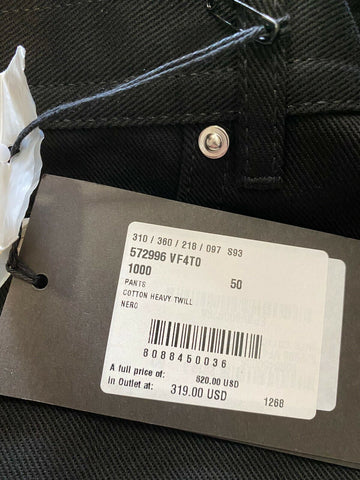 310 / 360 / 218 / 097 S93
572996 VF4T0
1000
PANTS 50
COTTON HEAVY TWILL
NERO
8088450036
A full price of: 620.00 USD
In Outlet at: 319.00 USD
1268